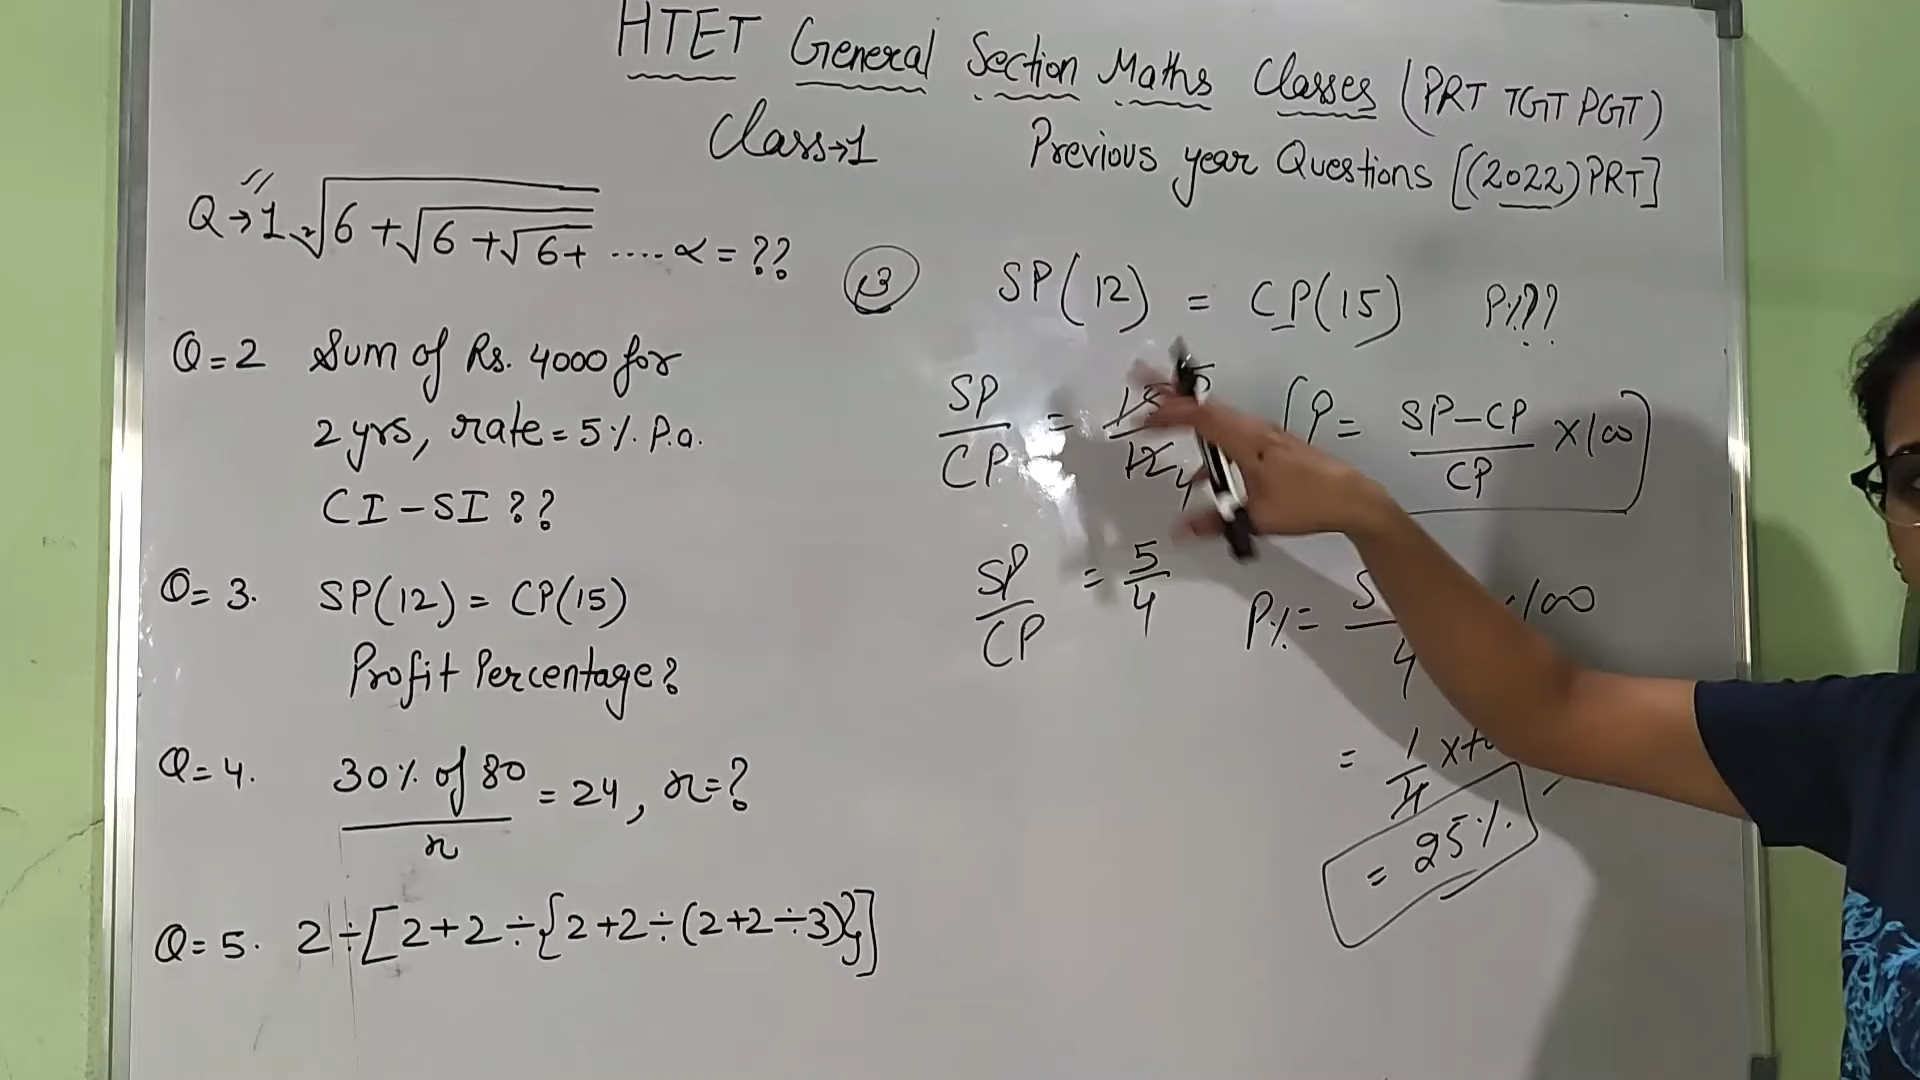 HTET General Section Maths Classes (PRT TGT PGT)
Class→1
Previous year Questions [(2022)PRT]
Q→1 √6+√6+√6+ ....∝ = ??
Q=2 Sum of Rs. 4000 for
2 yrs, rate = 5% P.a.
CI-SI??
Q=3. SP(12) = CP(15)
Profit Percentage?
Q=4. 30% of 80/x = 24, x=?
Q=5. 2÷[2+2÷{2+2÷(2+2÷3)}]
3 SP(12) = CP(15) P%??
SP/CP = 15 5/12 4
P = SP-CP/CP ×100
SP/CP = 5/4
P% = 5 /4 ×100
= 1/4 ×
= 25%.